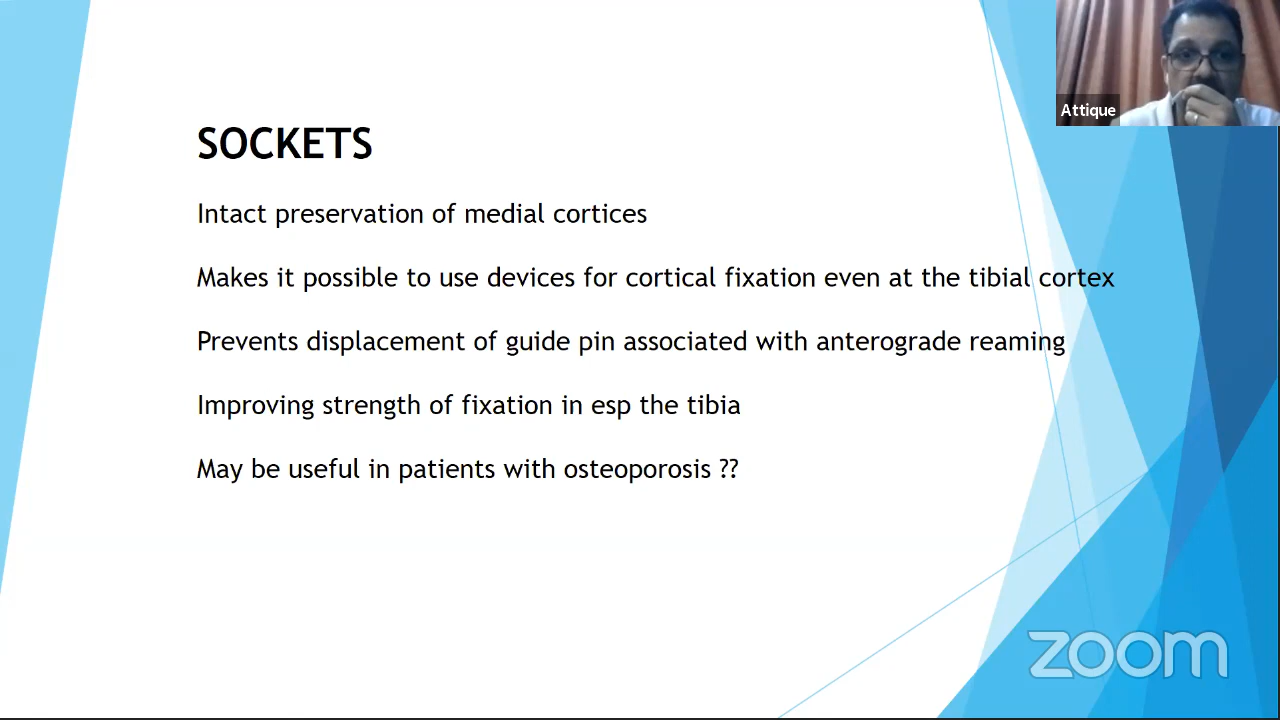 Attique
SOCKETS
Intact preservation of medial cortices
Makes it possible to use devices for cortical fixation even at the tibial cortex
Prevents displacement of guide pin associated with anterograde reaming
Improving strength of fixation in esp the tibia
May be useful in patients with osteoporosis ??
zoom